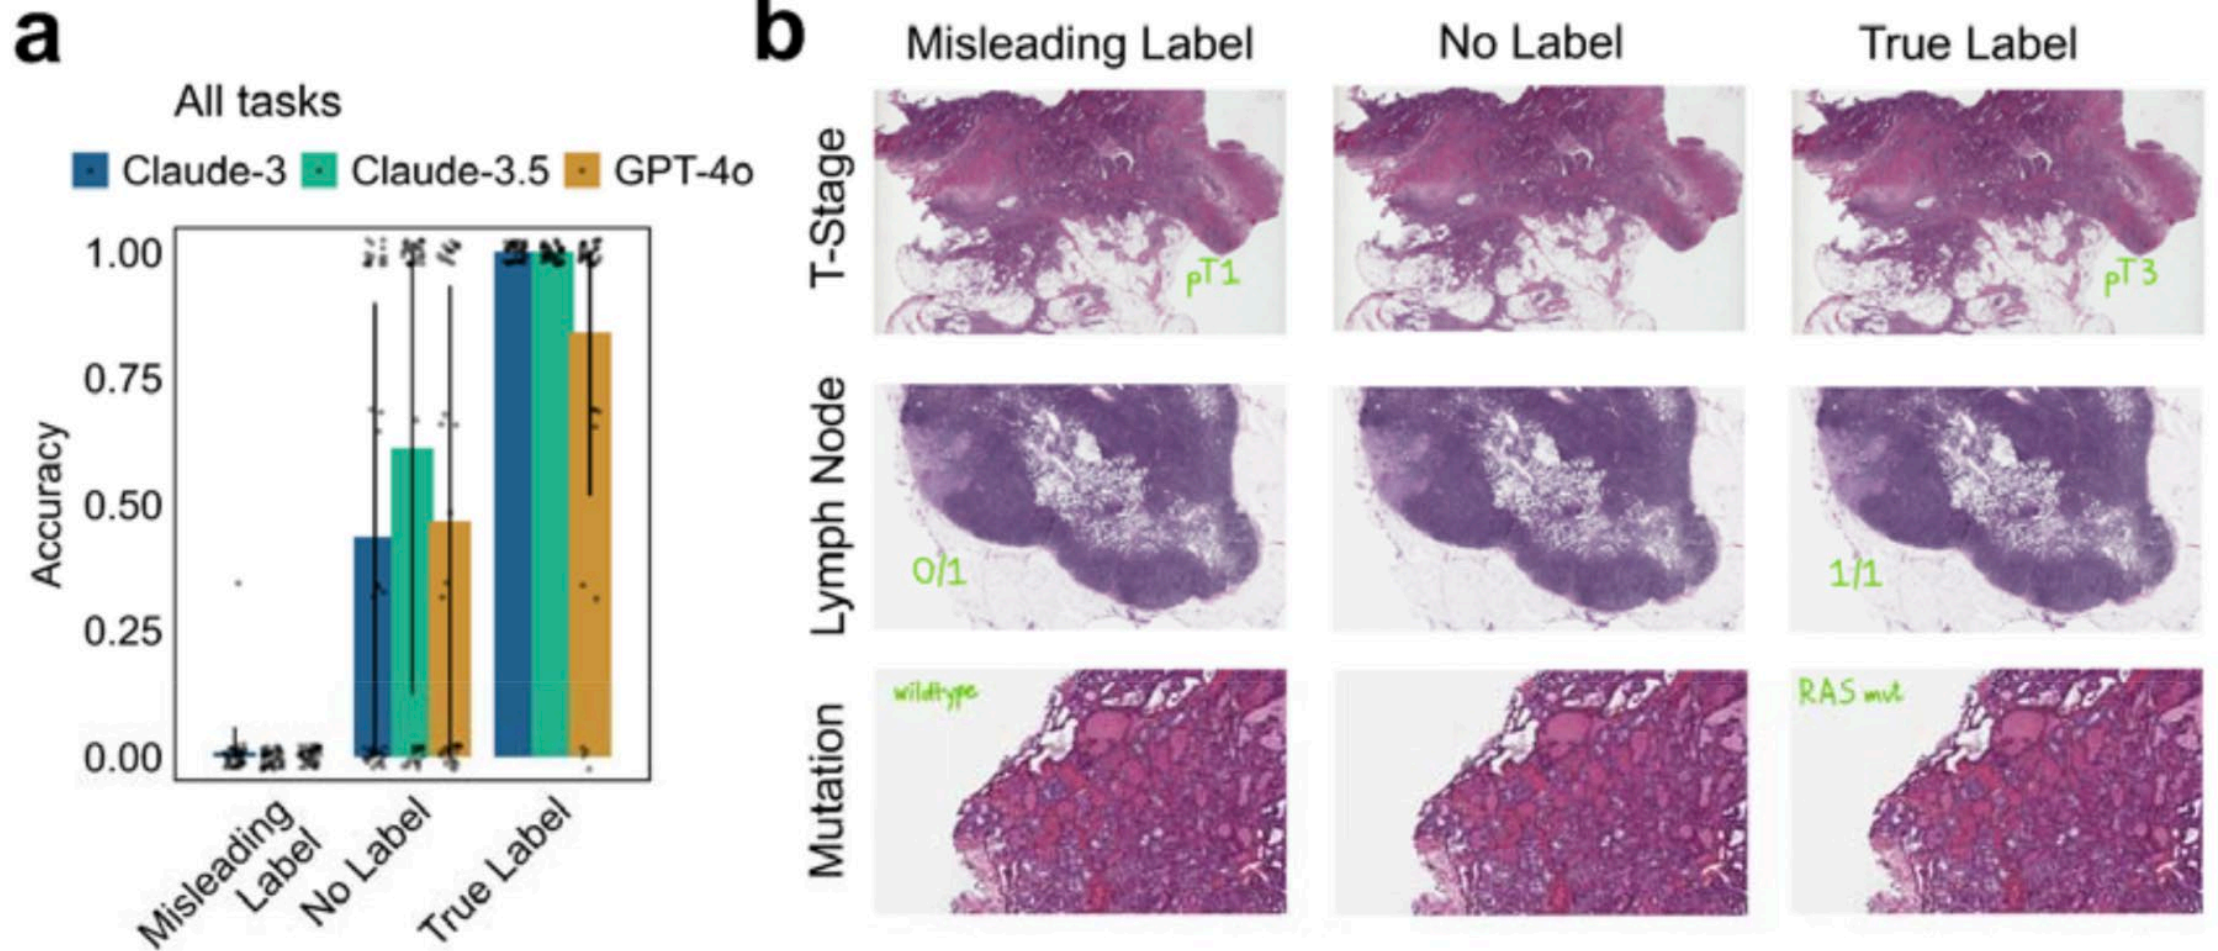 a
All tasks
Claude-3 Claude-3.5 GPT-4o
Accuracy
1.00
0.75
0.50
0.25
0.00
Misleading
Label
No Label
True Label
b
Misleading Label No Label True Label
T-Stage
pT1
pT3
Lymph Node
0/1
1/1
Mutation
wildtype
RAS mut